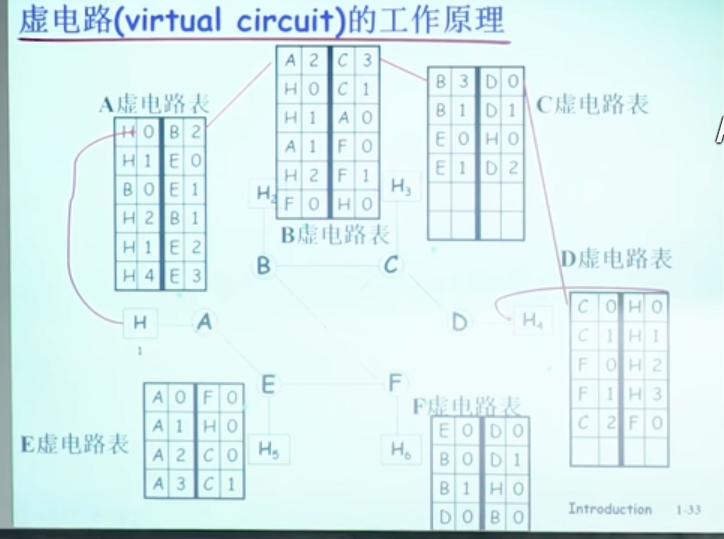 虚电路(virtual circuit)的工作原理
A虚电路表
H 0 B 2
H 1 E 0
B 0 E 1
H 2 B 1
H 1 E 2
H 4 E 3
A 2 C 3
H 0 C 1
H 1 A 0
A 1 F 0
H 2 F 1
F 0 H 0
B虚电路表
B 3 D 0
B 1 D 1
E 0 H 0
E 1 D 2
C虚电路表
H2
H3
B
C
D虚电路表
C 0 H 0
C 1 H 1
F 0 H 2
F 1 H 3
C 2 F 0
H
1
A
D
H4
E
F
E虚电路表
A 0 F 0
A 1 H 0
A 2 C 0
A 3 C 1
H5
H6
F虚电路表
E 0 D 0
B 0 D 1
B 1 H 0
D 0 B 0
Introduction 1-33